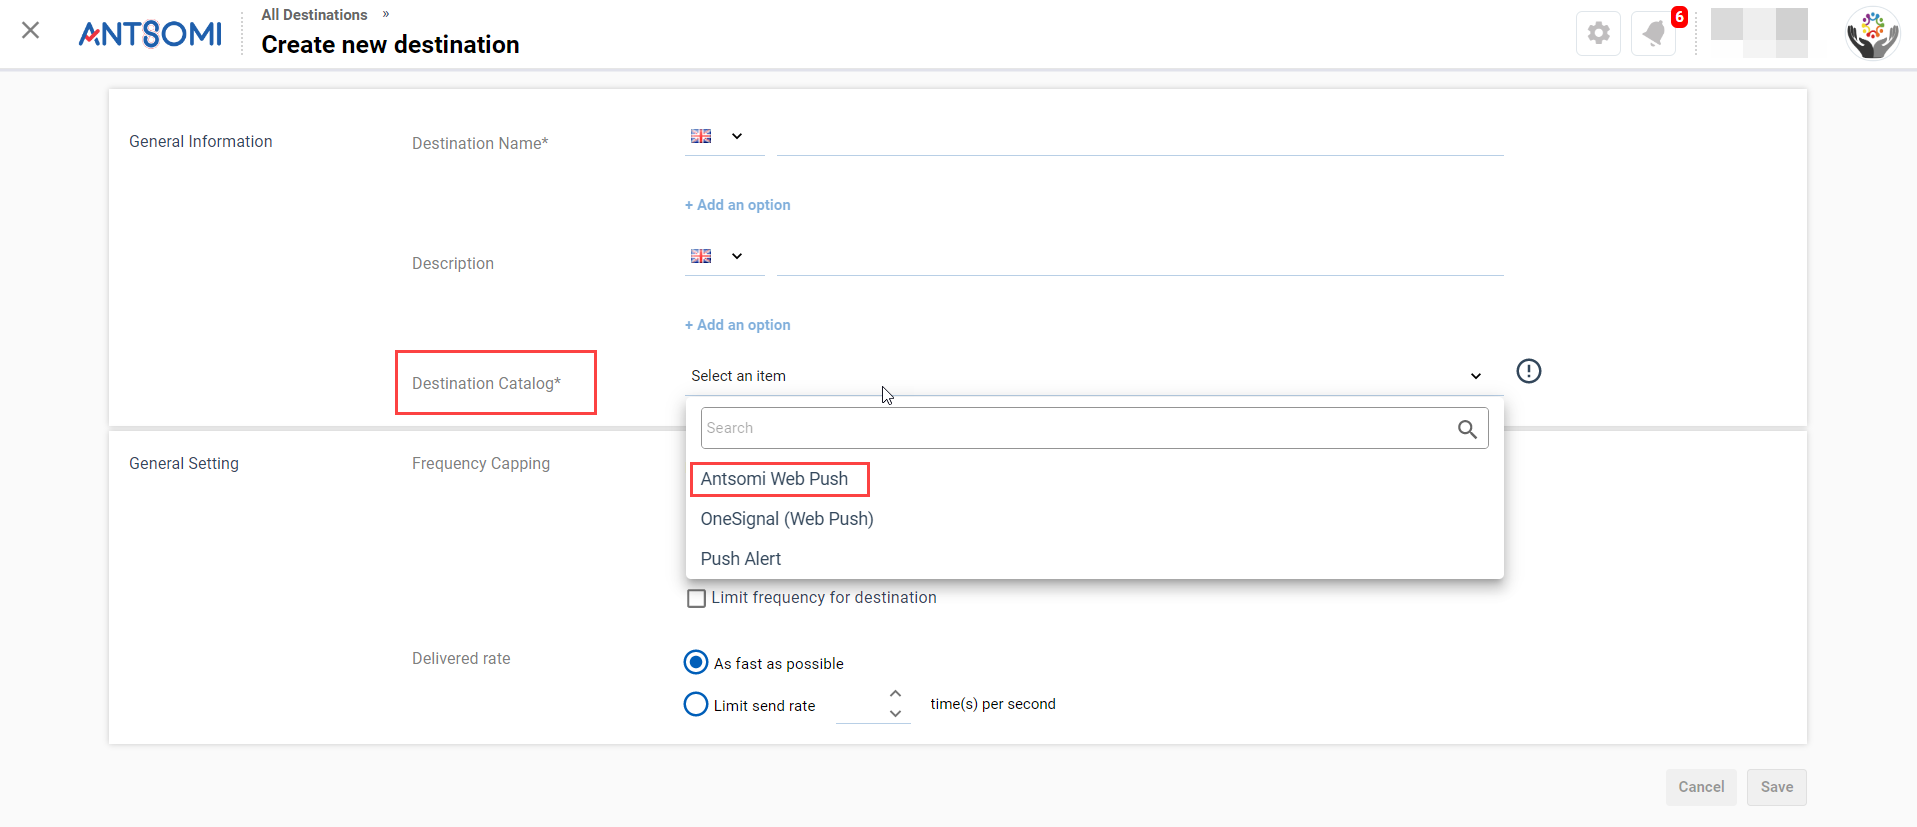 ANTSOMI
All Destinations »
Create new destination
6
General Information
Destination Name*
+ Add an option
Description
+ Add an option
Destination Catalog*
Select an item
Search
Antsomi Web Push
OneSignal (Web Push)
Push Alert
General Setting
Frequency Capping
Limit frequency for destination
Delivered rate
As fast as possible
Limit send rate
time(s) per second
Cancel
Save